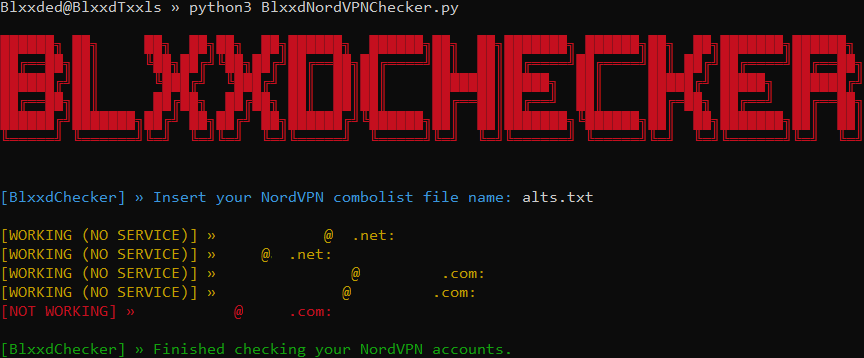 Blxxded@BlxxdTxxls » python3 BlxxdNordVPNChecker.py
BLXXDCHECKER
[BlxxdChecker] » Insert your NordVPN combolist file name: alts.txt
[WORKING (NO SERVICE)] » @ .net:
[WORKING (NO SERVICE)] » @ .net:
[WORKING (NO SERVICE)] » @ .com:
[WORKING (NO SERVICE)] » @ .com:
[NOT WORKING] » @ .com:
[BlxxdChecker] » Finished checking your NordVPN accounts.